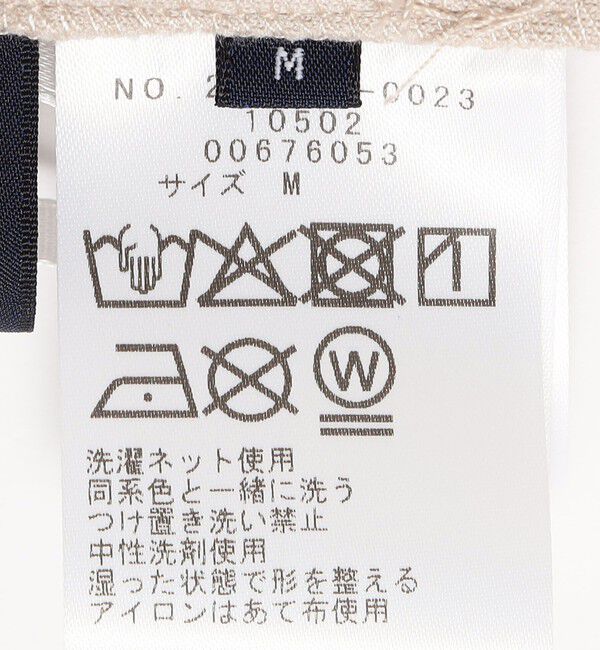 M
NO. 2 -0023
10502
00676053
サイズ M
W
洗濯ネット使用
同系色と一緒に洗う
つけ置き洗い禁止
中性洗剤使用
湿った状態で形を整える
アイロンはあて布使用